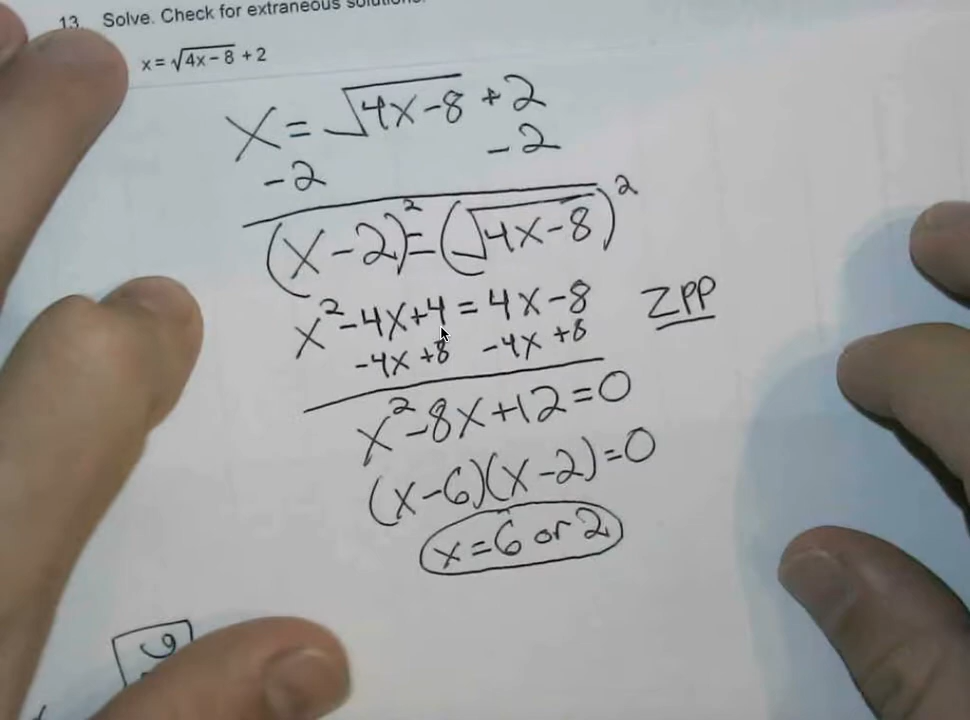 13. Solve. Check for extraneous solutions.
x = √(4x − 8) + 2
x = √(4x−8) +2
−2 −2
(x−2)² = (√(4x−8))²
x²−4x+4 = 4x−8 ZPP
−4x +8 −4x +8
x²−8x+12=0
(x−6)(x−2)=0
x=6 or 2